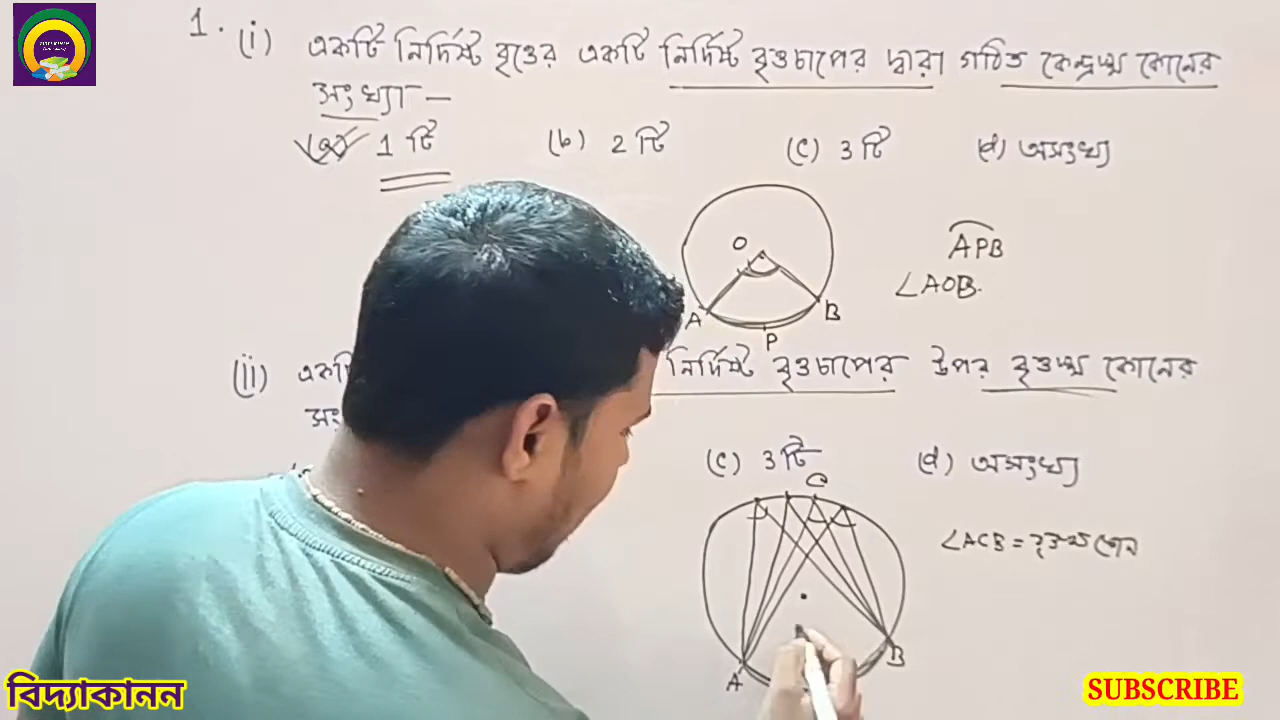 1. (i) একটি নির্দিষ্ট বৃত্তের একটি নির্দিষ্ট বৃত্তচাপের দ্বারা গঠিত কেন্দ্রস্থ কোনের
সংখ্যা —
(a) 1 টি (b) 2 টি (c) 3 টি (d) অসংখ্য
O
A
B
P
APB
∠AOB.
(ii) নির্দিষ্ট বৃত্তচাপের উপর বৃত্তস্থ কোনের
(c) 3 টি (d) অসংখ্য
C
A
B
∠ACB = বৃত্তস্থ কোন
বিদ্যাকানন
SUBSCRIBE